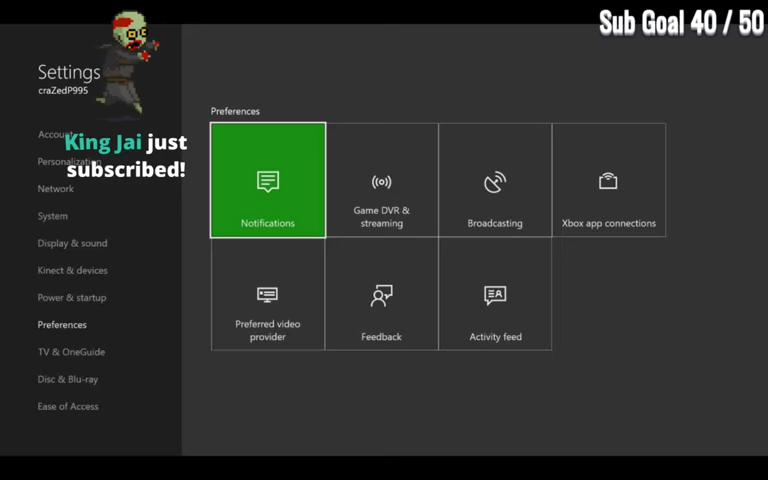 Sub Goal 40 / 50
Settings
craZedP995
King Jai just
subscribed!
Account
Personalization
Network
System
Display & sound
Kinect & devices
Power & startup
Preferences
TV & OneGuide
Disc & Blu-ray
Ease of Access
Preferences
Notifications
Game DVR &
streaming
Broadcasting
Xbox app connections
Preferred video
provider
Feedback
Activity feed